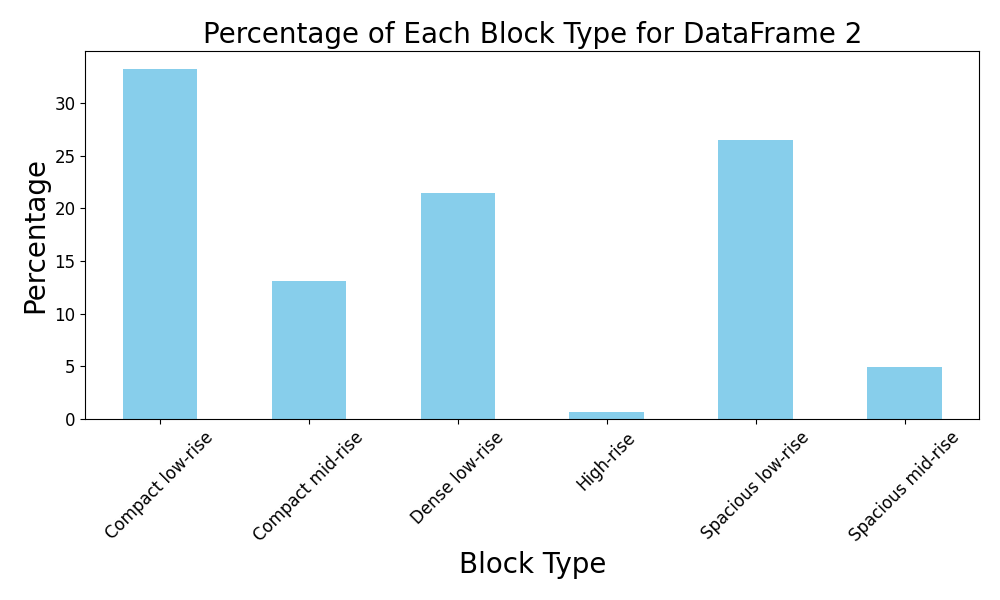 Percentage of Each Block Type for DataFrame 2
Percentage
30
25
20
15
10
5
0
Compact low-rise
Compact mid-rise
Dense low-rise
High-rise
Spacious low-rise
Spacious mid-rise
Block Type